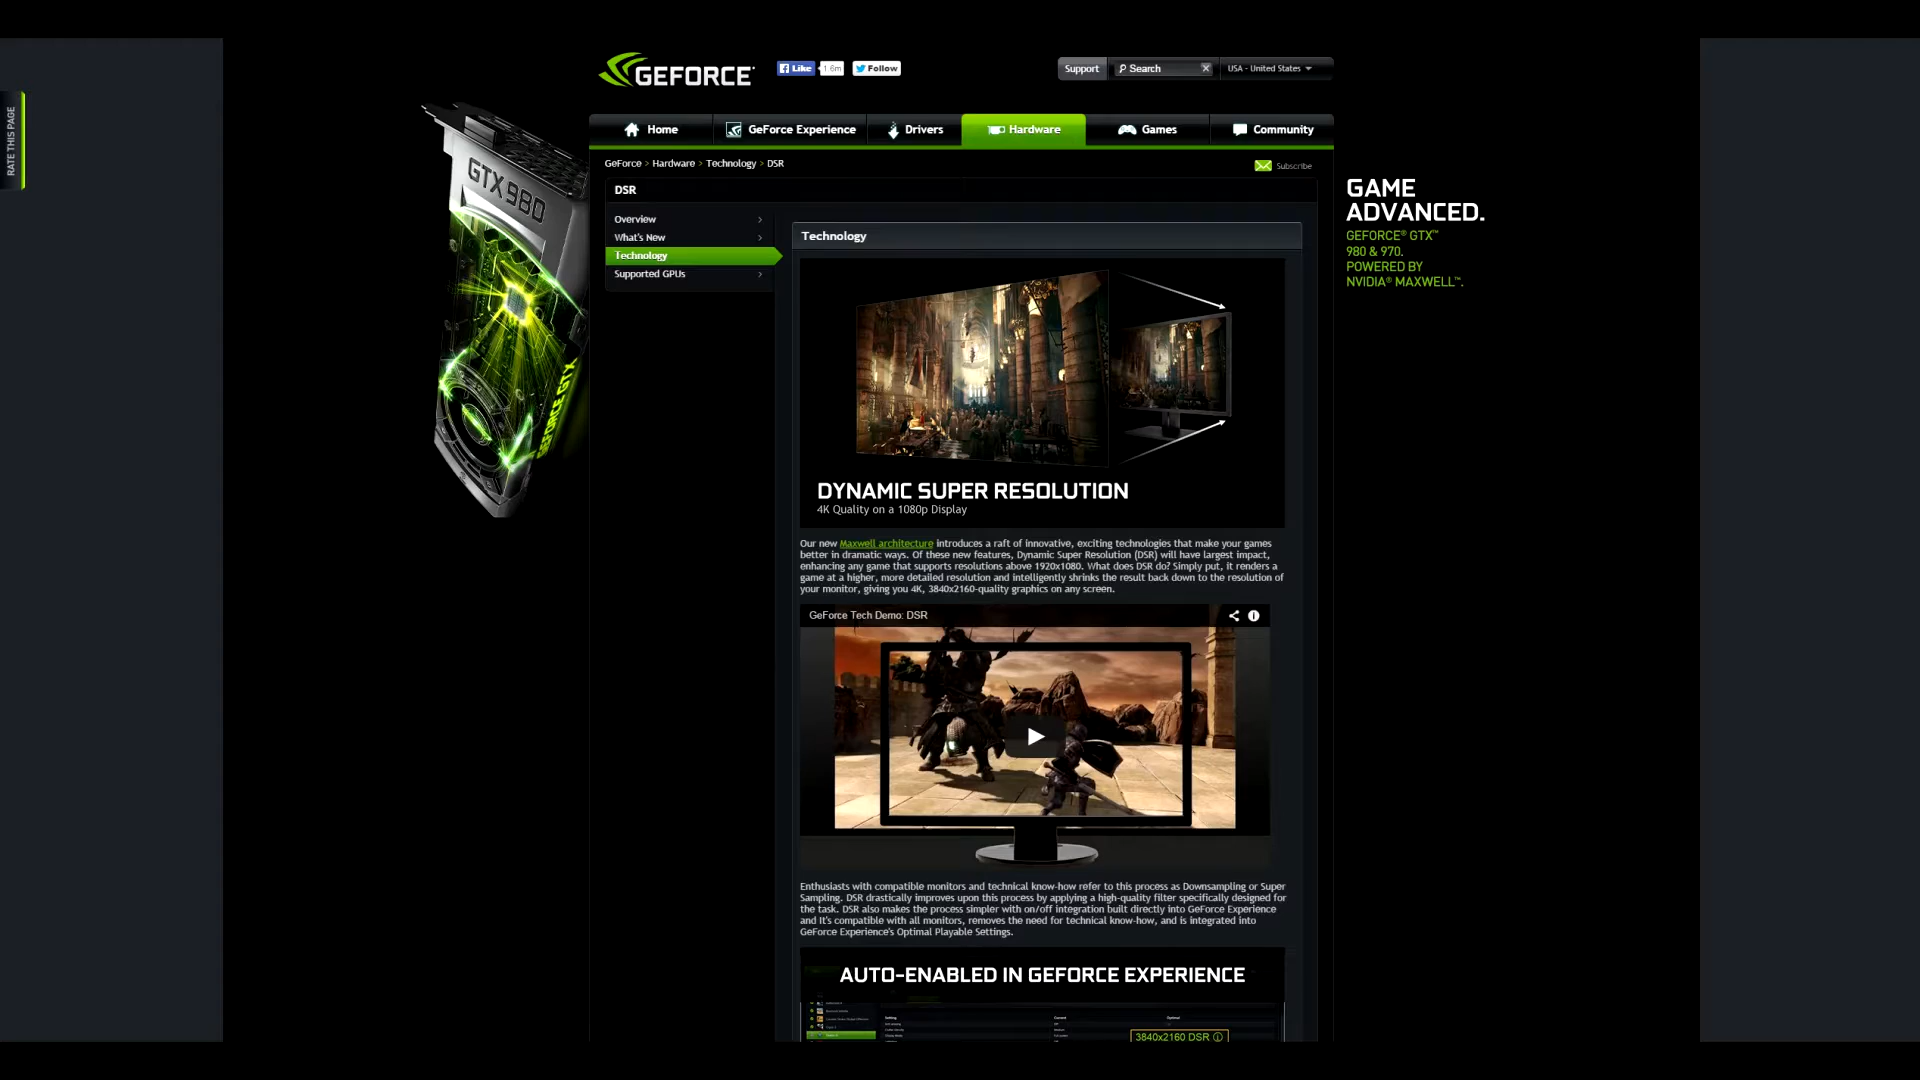 GEFORCE
Like
1.6m
Follow
Support
Search
USA - United States
RATE THIS PAGE
Home
GeForce Experience
Drivers
Hardware
Games
Community
GeForce > Hardware > Technology > DSR
Subscribe
GTX 980
GEFORCE GTX
GAME
ADVANCED.
GEFORCE® GTX™
980 & 970.
POWERED BY
NVIDIA® MAXWELL™.
DSR
Overview
What's New
Technology
Supported GPUs
Technology
DYNAMIC SUPER RESOLUTION
4K Quality on a 1080p Display
Our new Maxwell architecture introduces a raft of innovative, exciting technologies that make your games
better in dramatic ways. Of these new features, Dynamic Super Resolution (DSR) will have largest impact,
enhancing any game that supports resolutions above 1920x1080. What does DSR do? Simply put, it renders a
game at a higher, more detailed resolution and intelligently shrinks the result back down to the resolution of
your monitor, giving you 4K, 3840x2160-quality graphics on any screen.
GeForce Tech Demo: DSR
Enthusiasts with compatible monitors and technical know-how refer to this process as Downsampling or Super
Sampling. DSR drastically improves upon this process by applying a high-quality filter specifically designed for
the task. DSR also makes the process simpler with on/off integration built directly into GeForce Experience
and it's compatible with all monitors, removes the need for technical know-how, and is integrated into
GeForce Experience's Optimal Playable Settings.
AUTO-ENABLED IN GEFORCE EXPERIENCE
Setting
Current
Optimal
3840x2160 DSR